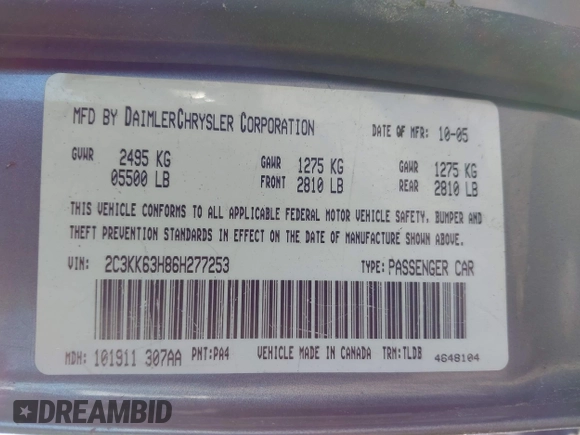 MFD BY DAIMLERCHRYSLER CORPORATION DATE OF MFR: 10-05
GVWR 2495 KG GAWR 1275 KG GAWR 1275 KG
05500 LB FRONT 2810 LB REAR 2810 LB
THIS VEHICLE CONFORMS TO ALL APPLICABLE FEDERAL MOTOR VEHICLE SAFETY, BUMPER AND
THEFT PREVENTION STANDARDS IN EFFECT ON THE DATE OF MANUFACTURE SHOWN ABOVE.
VIN: 2C3KK63H86H277253 TYPE: PASSENGER CAR
MDH: 101911 307AA PNT:PA4 VEHICLE MADE IN CANADA TRM:TLDB 4648104
DREAMBID